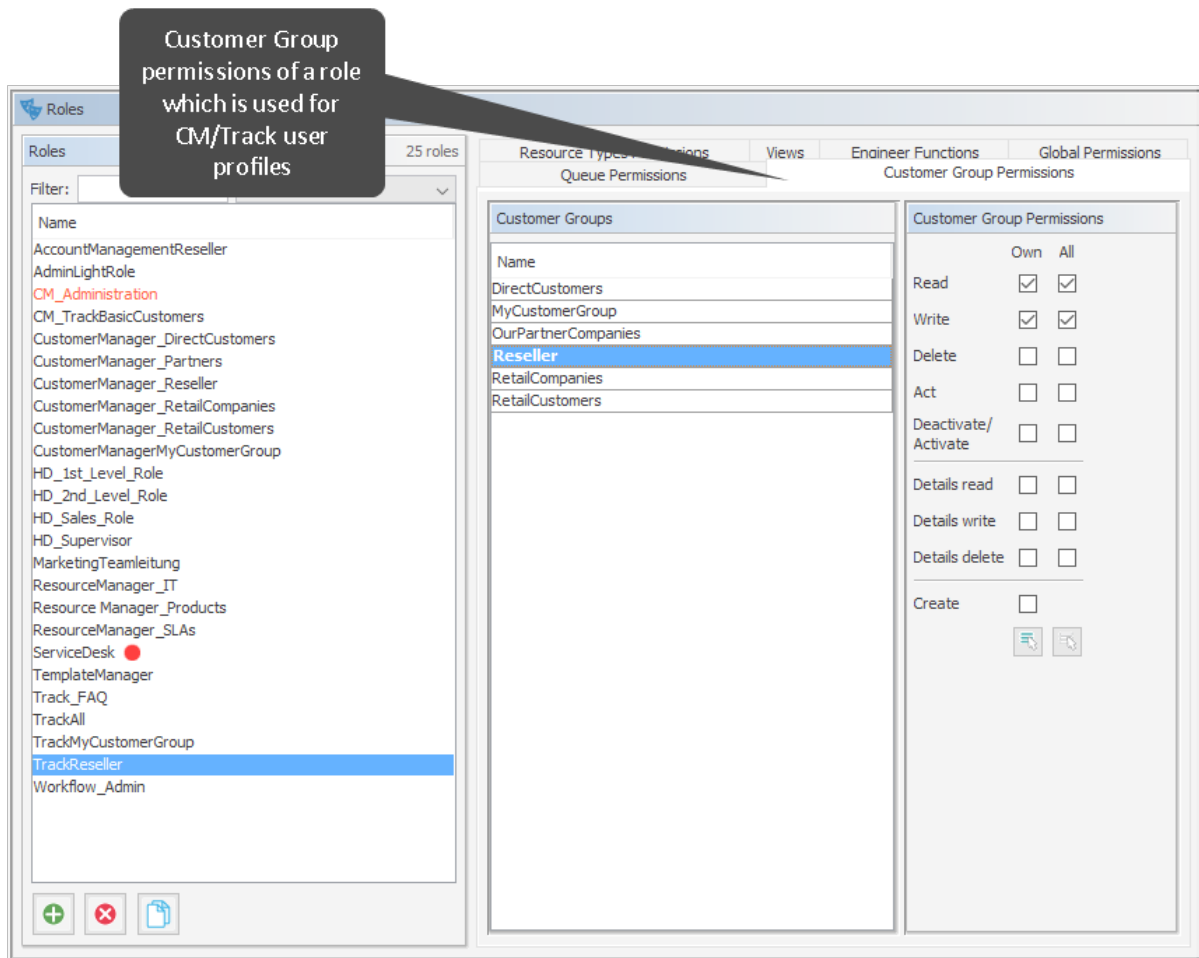 Customer Group
permissions of a role
which is used for
CM/Track user
profiles
Roles
Roles 25 roles
Filter:
Name
AccountManagementReseller
AdminLightRole
CM_Administration
CM_TrackBasicCustomers
CustomerManager_DirectCustomers
CustomerManager_Partners
CustomerManager_Reseller
CustomerManager_RetailCompanies
CustomerManager_RetailCustomers
CustomerManagerMyCustomerGroup
HD_1st_Level_Role
HD_2nd_Level_Role
HD_Sales_Role
HD_Supervisor
MarketingTeamleitung
ResourceManager_IT
Resource Manager_Products
ResourceManager_SLAs
ServiceDesk
TemplateManager
Track_FAQ
TrackAll
TrackMyCustomerGroup
TrackReseller
Workflow_Admin
Resource Types Views Engineer Functions Global Permissions
Queue Permissions Customer Group Permissions
Customer Groups
Name
DirectCustomers
MyCustomerGroup
OurPartnerCompanies
Reseller
RetailCompanies
RetailCustomers
Customer Group Permissions
Own All
Read
Write
Delete
Act
Deactivate/
Activate
Details read
Details write
Details delete
Create